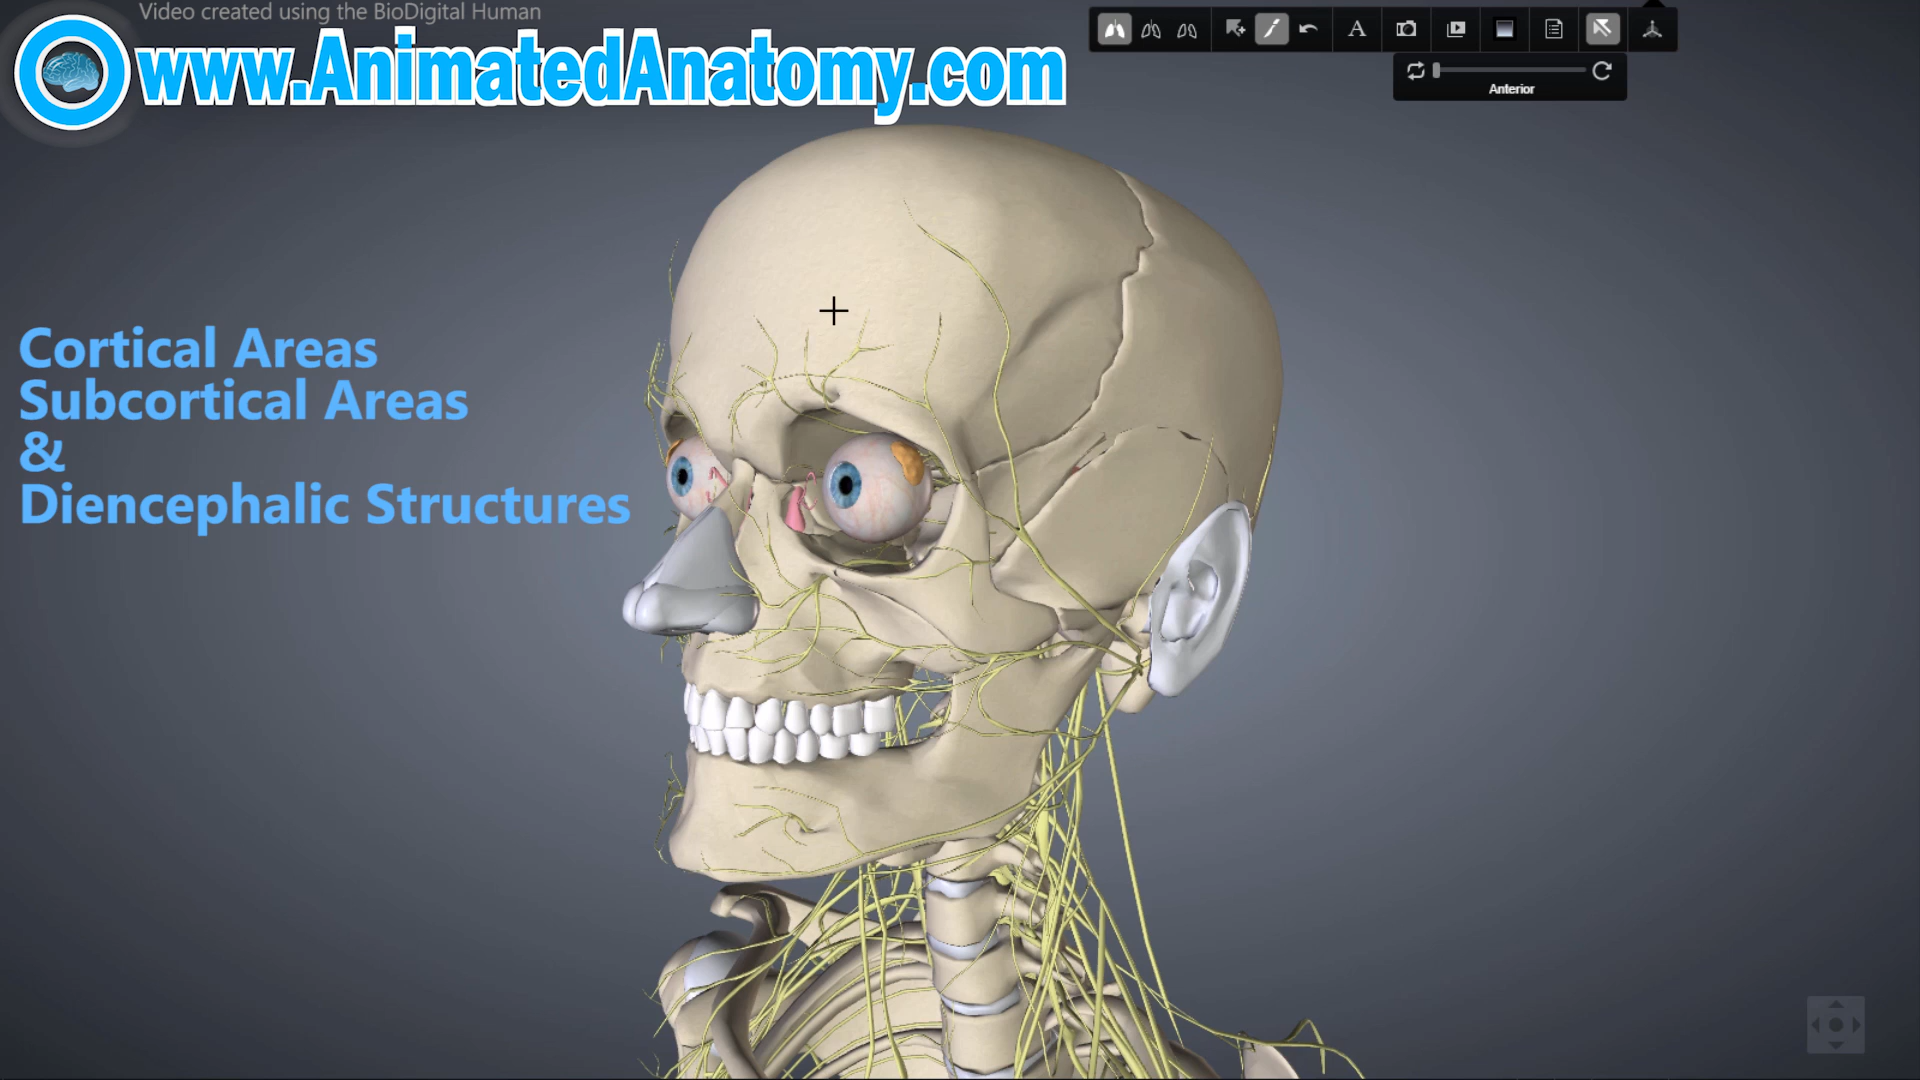 Video created using the BioDigital Human
www.AnimatedAnatomy.com
A
Anterior
Cortical Areas
Subcortical Areas
&
Diencephalic Structures